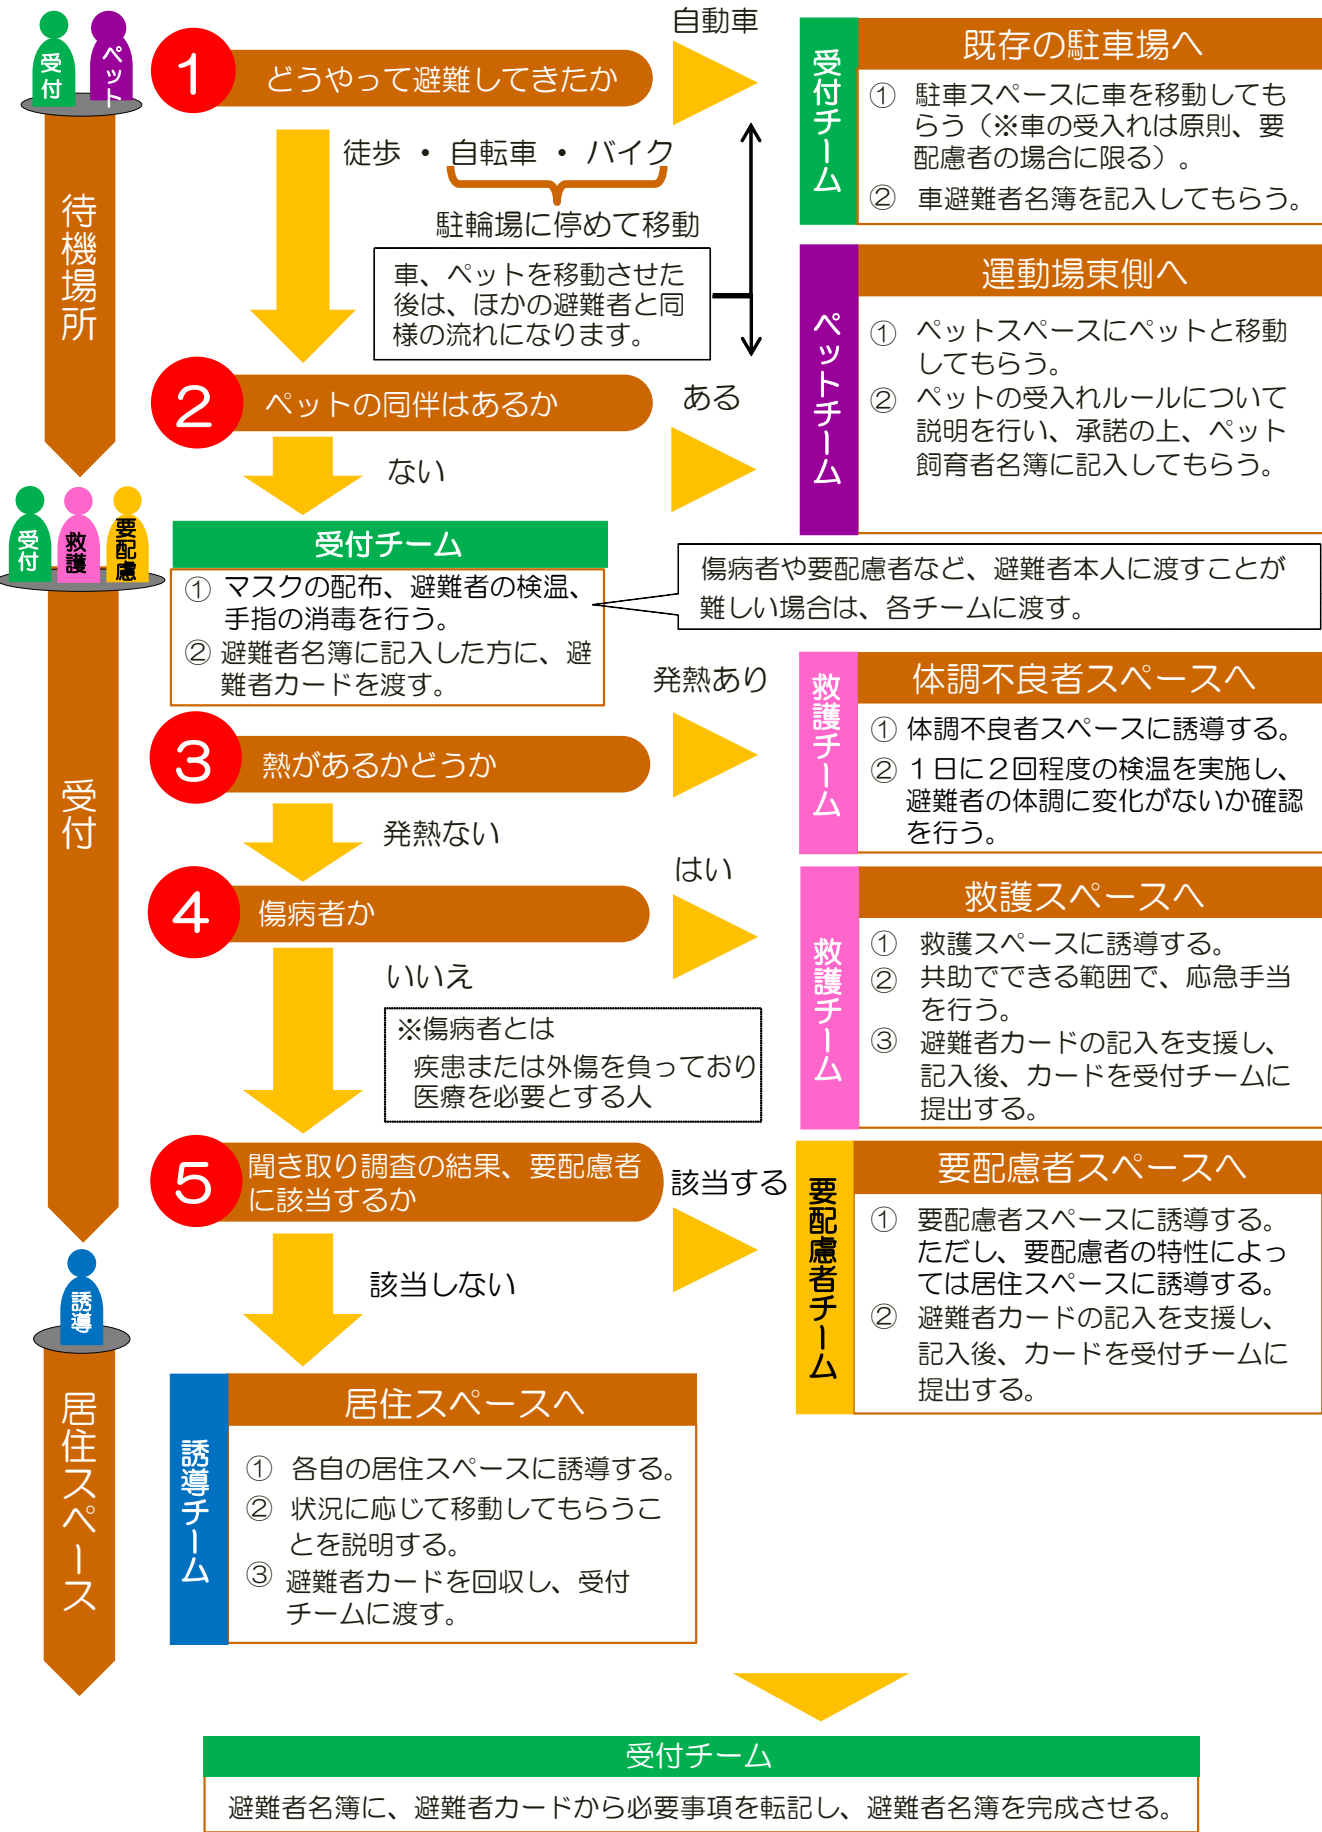 受付
ペット
待機場所
1
どうやって避難してきたか
自動車
徒歩 ・ 自転車 ・ バイク
駐輪場に停めて移動
車、ペットを移動させた
後は、ほかの避難者と同
様の流れになります。
受付チーム
既存の駐車場へ
① 駐車スペースに車を移動しても
らう（※車の受入れは原則、要
配慮者の場合に限る）。
② 車避難者名簿を記入してもらう。
2
ペットの同伴はあるか
ある
ない
ペットチーム
運動場東側へ
① ペットスペースにペットと移動
してもらう。
② ペットの受入れルールについて
説明を行い、承諾の上、ペット
飼育者名簿に記入してもらう。
受付
救護
要配慮
受付
受付チーム
① マスクの配布、避難者の検温、
手指の消毒を行う。
② 避難者名簿に記入した方に、避
難者カードを渡す。
傷病者や要配慮者など、避難者本人に渡すことが
難しい場合は、各チームに渡す。
3
熱があるかどうか
発熱あり
発熱ない
救護チーム
体調不良者スペースへ
① 体調不良者スペースに誘導する。
② １日に２回程度の検温を実施し、
避難者の体調に変化がないか確認
を行う。
4
傷病者か
はい
いいえ
※傷病者とは
疾患または外傷を負っており
医療を必要とする人
救護チーム
救護スペースへ
① 救護スペースに誘導する。
② 共助でできる範囲で、応急手当
を行う。
③ 避難者カードの記入を支援し、
記入後、カードを受付チームに
提出する。
5
聞き取り調査の結果、要配慮者
に該当するか
該当する
該当しない
要配慮者チーム
要配慮者スペースへ
① 要配慮者スペースに誘導する。
ただし、要配慮者の特性によっ
ては居住スペースに誘導する。
② 避難者カードの記入を支援し、
記入後、カードを受付チームに
提出する。
誘導
居住スペース
誘導チーム
居住スペースへ
① 各自の居住スペースに誘導する。
② 状況に応じて移動してもらうこ
とを説明する。
③ 避難者カードを回収し、受付
チームに渡す。
受付チーム
避難者名簿に、避難者カードから必要事項を転記し、避難者名簿を完成させる。